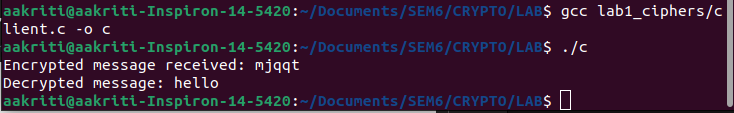 aakriti@aakriti-Inspiron-14-5420:~/Documents/SEM6/CRYPTO/LAB$ gcc lab1_ciphers/c
lient.c -o c
aakriti@aakriti-Inspiron-14-5420:~/Documents/SEM6/CRYPTO/LAB$ ./c
Encrypted message received: mjqqt
Decrypted message: hello
aakriti@aakriti-Inspiron-14-5420:~/Documents/SEM6/CRYPTO/LAB$